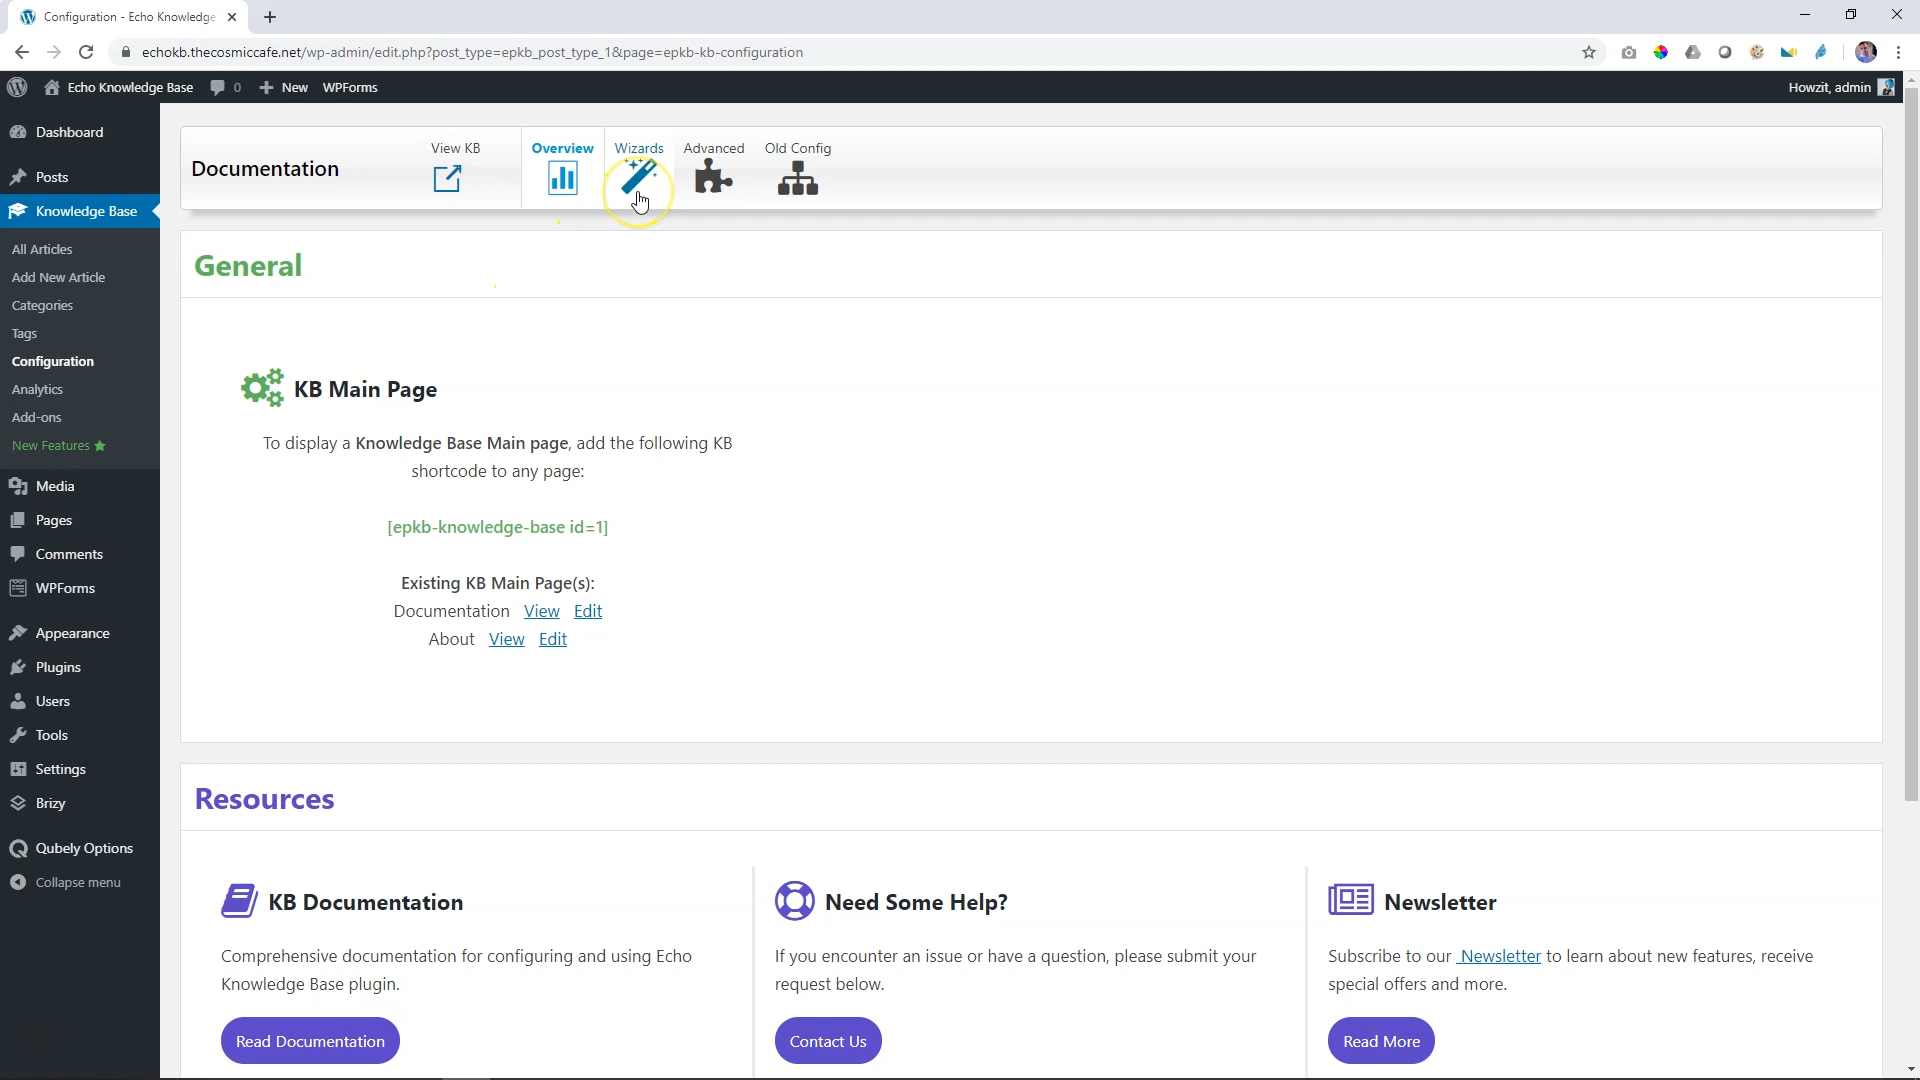 Configuration - Echo Knowledge
echokb.thecosmiccafe.net/wp-admin/edit.php?post_type=epkb_post_type_1&page=epkb-kb-configuration
Echo Knowledge Base 0 New WPForms Howzit, admin
Dashboard
Posts
Knowledge Base
All Articles
Add New Article
Categories
Tags
Configuration
Analytics
Add-ons
New Features
Media
Pages
Comments
WPForms
Appearance
Plugins
Users
Tools
Settings
Brizy
Qubely Options
Collapse menu
Documentation
View KB Overview Wizards Advanced Old Config
General
KB Main Page
To display a Knowledge Base Main page, add the following KB
shortcode to any page:
[epkb-knowledge-base id=1]
Existing KB Main Page(s):
Documentation View Edit
About View Edit
Resources
KB Documentation
Comprehensive documentation for configuring and using Echo
Knowledge Base plugin.
Read Documentation
Need Some Help?
If you encounter an issue or have a question, please submit your
request below.
Contact Us
Newsletter
Subscribe to our Newsletter to learn about new features, receive
special offers and more.
Read More